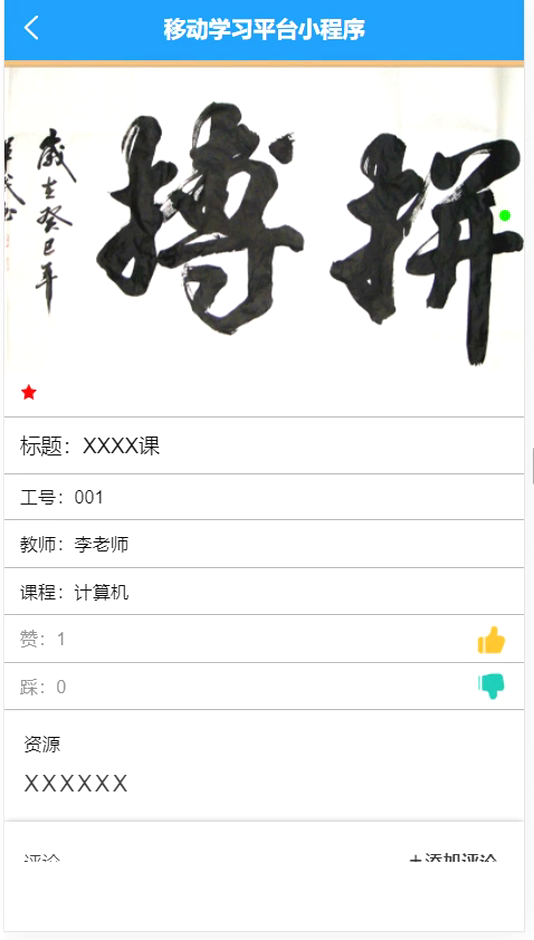 移动学习平台小程序
拼搏
歲在癸巳年
标题：XXXX课
工号：001
教师：李老师
课程：计算机
赞：1
踩：0
资源
XXXXXX
评论
+添加评论